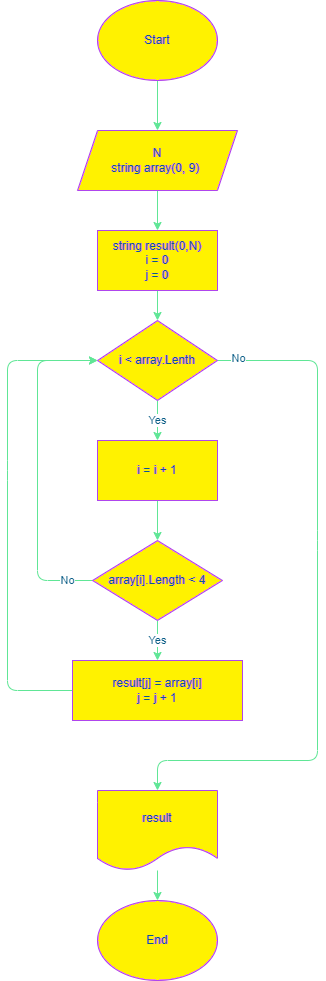 Start
N
string array(0, 9)
string result(0,N)
i = 0
j = 0
i < array.Lenth
No
Yes
i = i + 1
array[i].Length < 4
No
Yes
result[j] = array[i]
j = j + 1
result
End